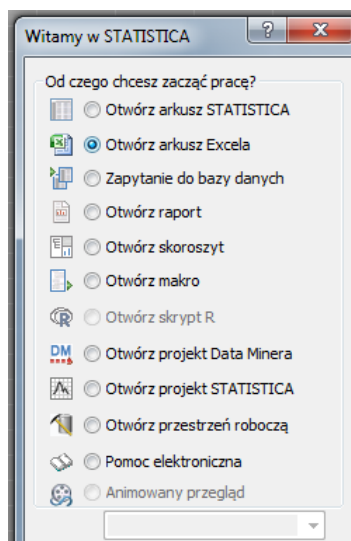 Witamy w STATISTICA
Od czego chcesz zacząć pracę?
Otwórz arkusz STATISTICA
Otwórz arkusz Excela
Zapytanie do bazy danych
Otwórz raport
Otwórz skoroszyt
Otwórz makro
Otwórz skrypt R
DM Otwórz projekt Data Minera
Otwórz projekt STATISTICA
Otwórz przestrzeń roboczą
Pomoc elektroniczna
Animowany przegląd